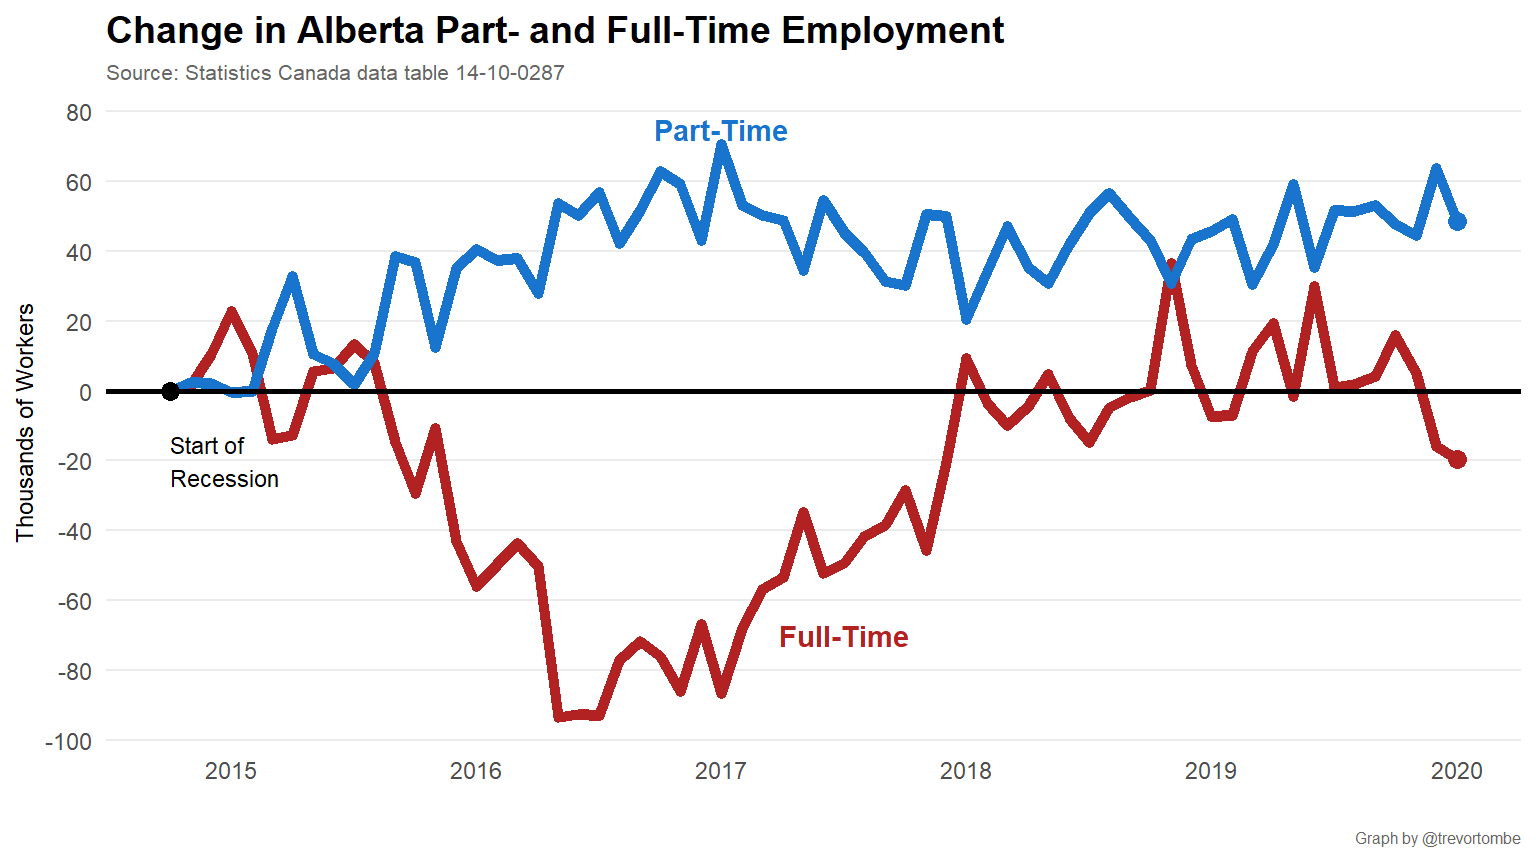 Change in Alberta Part- and Full-Time Employment
Source: Statistics Canada data table 14-10-0287
Thousands of Workers
80
60
40
20
0
-20
-40
-60
-80
-100
Part-Time
Start of
Recession
Full-Time
2015
2016
2017
2018
2019
2020
Graph by @trevortombe